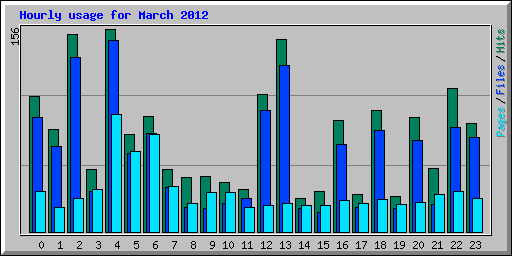 Hourly usage for March 2012
156
Pages/Files/Hits
0 1 2 3 4 5 6 7 8 9 10 11 12 13 14 15 16 17 18 19 20 21 22 23